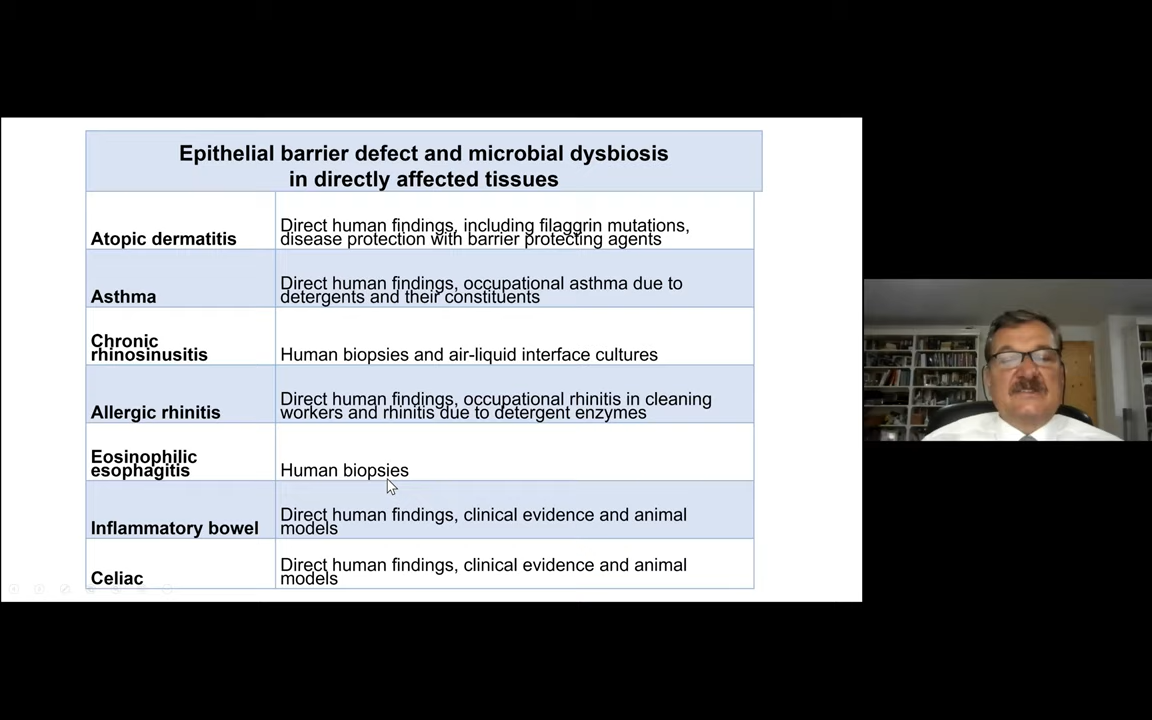 Epithelial barrier defect and microbial dysbiosis
in directly affected tissues
Atopic dermatitis
Direct human findings, including filaggrin mutations,
disease protection with barrier protecting agents
Asthma
Direct human findings, occupational asthma due to
detergents and their constituents
Chronic
rhinosinusitis
Human biopsies and air-liquid interface cultures
Allergic rhinitis
Direct human findings, occupational rhinitis in cleaning
workers and rhinitis due to detergent enzymes
Eosinophilic
esophagitis
Human biopsies
Inflammatory bowel
Direct human findings, clinical evidence and animal
models
Celiac
Direct human findings, clinical evidence and animal
models